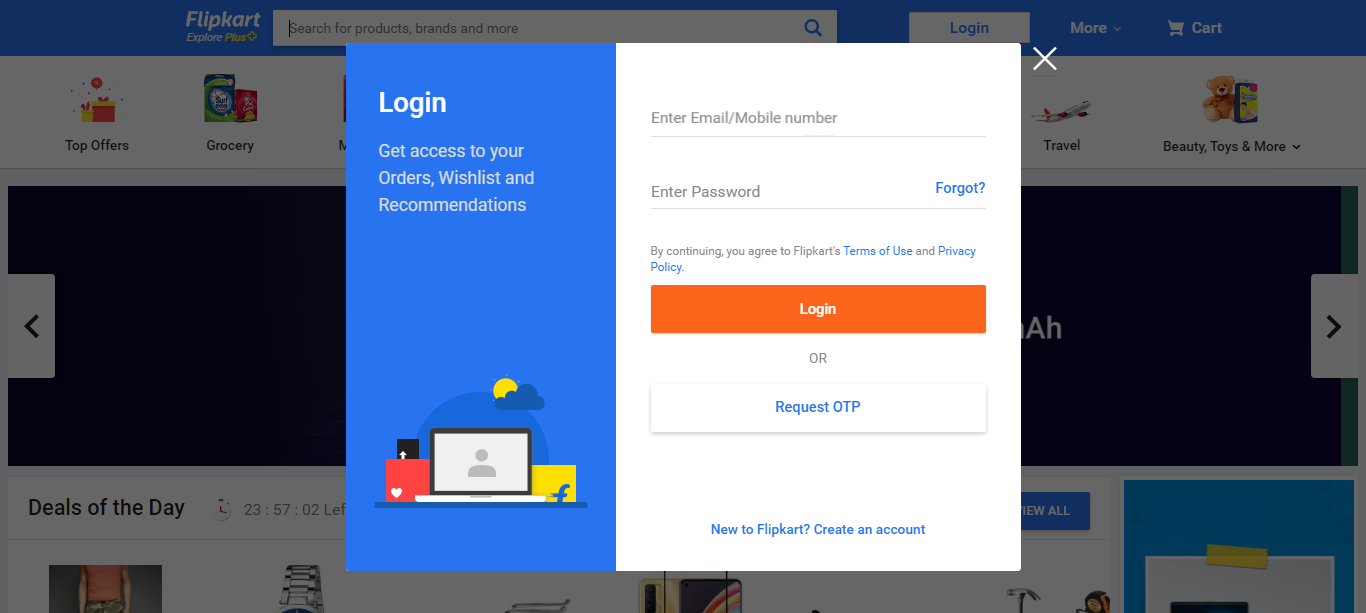 Flipkart
Explore Plus
Search for products, brands and more
Login
More
Cart
Top Offers
Grocery
M
Travel
Beauty, Toys & More
Login
Get access to your
Orders, Wishlist and
Recommendations
Enter Email/Mobile number
Enter Password
Forgot?
By continuing, you agree to Flipkart's Terms of Use and Privacy
Policy.
Login
OR
Request OTP
New to Flipkart? Create an account
Ah
Deals of the Day
23 : 57 : 02 Lef
VIEW ALL